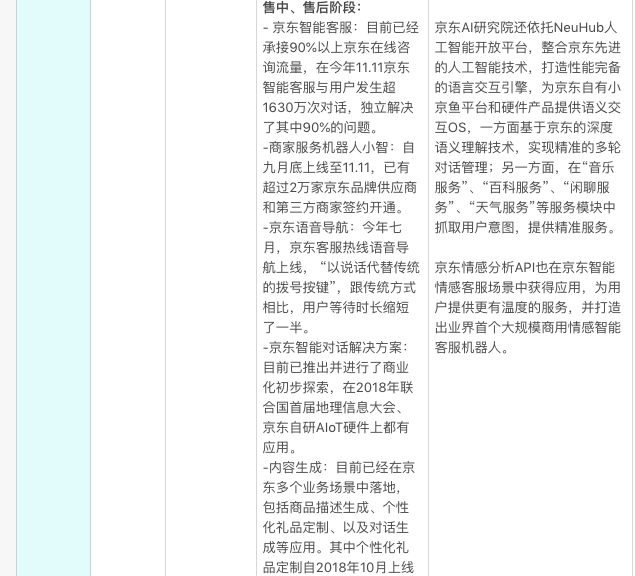 售中、售后阶段：
- 京东智能客服：目前已经
承接90%以上京东在线咨
询流量，在今年11.11京东
智能客服与用户发生超
1630万次对话，独立解决
了其中90%的问题。
-商家服务机器人小智：自
九月底上线至11.11，已有
超过2万家京东品牌供应商
和第三方商家签约开通。
-京东语音导航：今年七
月，京东客服热线语音导
航上线，“以说话代替传统
的拨号按键”，跟传统方式
相比，用户等待时长缩短
了一半。
-京东智能对话解决方案：
目前已推出并进行了商业
化初步探索，在2018年联
合国首届地理信息大会、
京东自研AIoT硬件上都有
应用。
-内容生成：目前已经在京
东多个业务场景中落地，
包括商品描述生成、个性
化礼品定制、以及对话生
成等应用。其中个性化礼
品定制自2018年10月上线
京东AI研究院还依托NeuHub人
工智能开放平台，整合京东先进
的人工智能技术，打造性能完备
的语言交互引擎，为京东自有小
京鱼平台和硬件产品提供语义交
互OS，一方面基于京东的深度
语义理解技术，实现精准的多轮
对话管理；另一方面，在“音乐
服务”、“百科服务”、“闲聊服
务”、“天气服务”等服务模块中
抓取用户意图，提供精准服务。
京东情感分析API也在京东智能
情感客服场景中获得应用，为用
户提供更有温度的服务，并打造
出业界首个大规模商用情感智能
客服机器人。